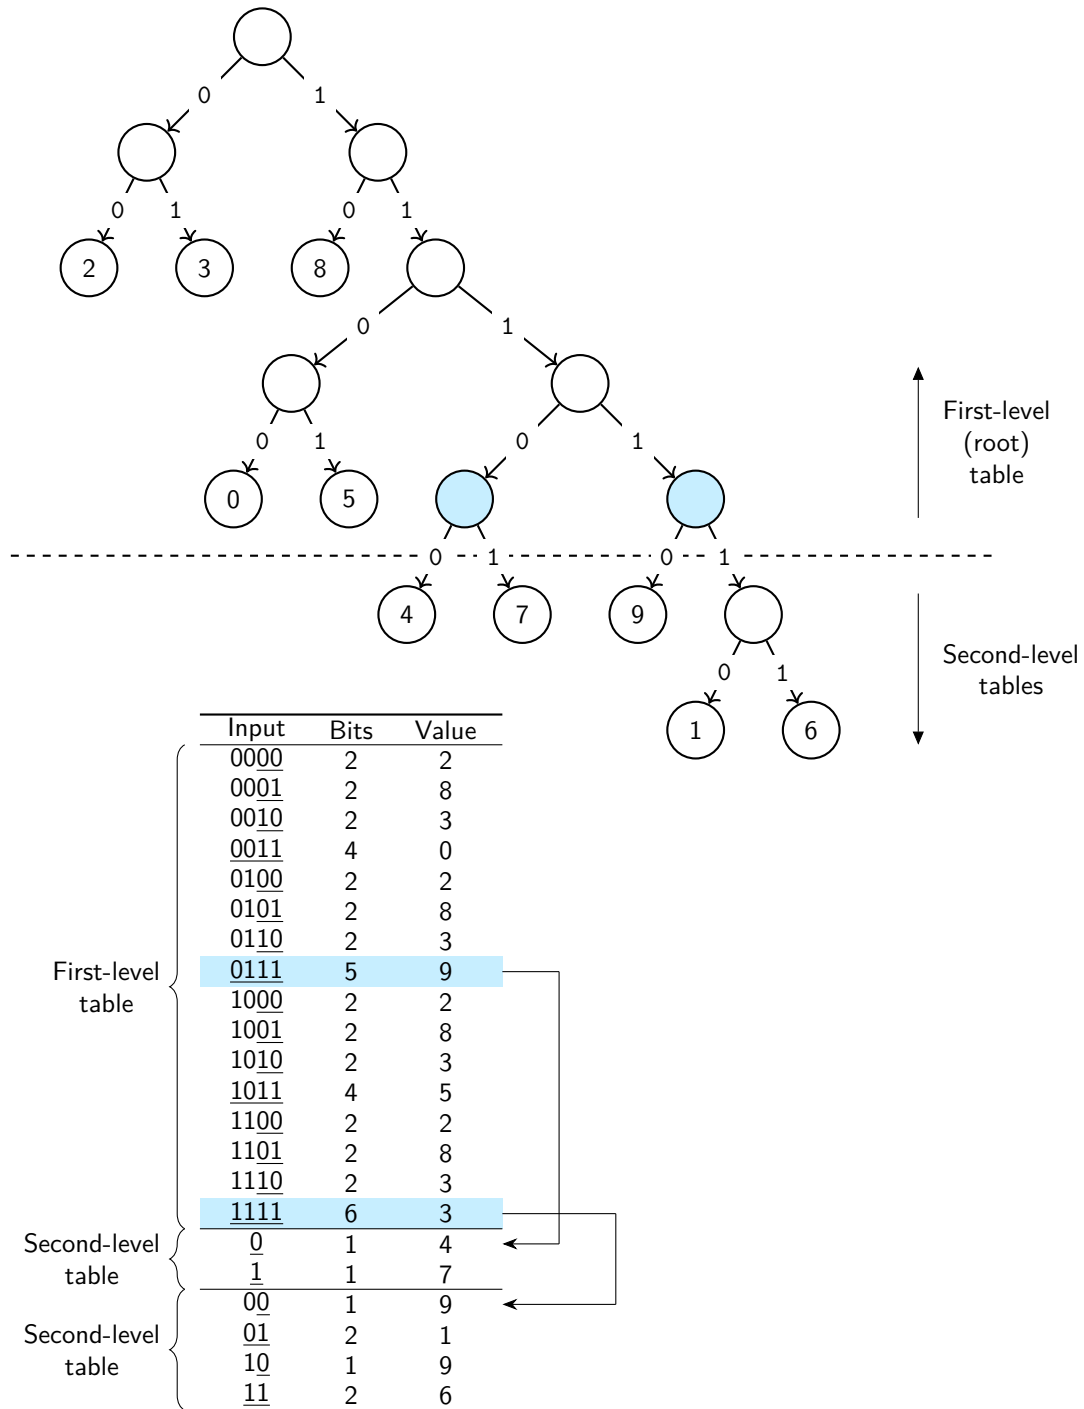 0 1
0 1 0 1
2 3 8
0 1
0 1 0 1
0 5
First-level
(root)
table
0 1 0 1
4 7 9
0 1
Second-level
tables
1 6
Input Bits Value
0000 2 2
0001 2 8
0010 2 3
0011 4 0
0100 2 2
0101 2 8
0110 2 3
First-level
table
0111 5 9
1000 2 2
1001 2 8
1010 2 3
1011 4 5
1100 2 2
1101 2 8
1110 2 3
1111 6 3
Second-level
table
0 1 4
1 1 7
Second-level
table
00 1 9
01 2 1
10 1 9
11 2 6